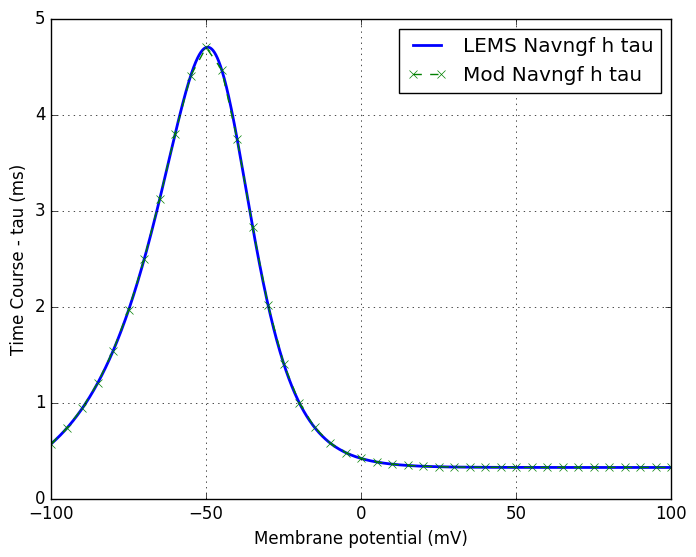 LEMS Navngf h tau
Mod Navngf h tau
5
4
3
2
1
0
Time Course - tau (ms)
−100
−50
0
50
100
Membrane potential (mV)